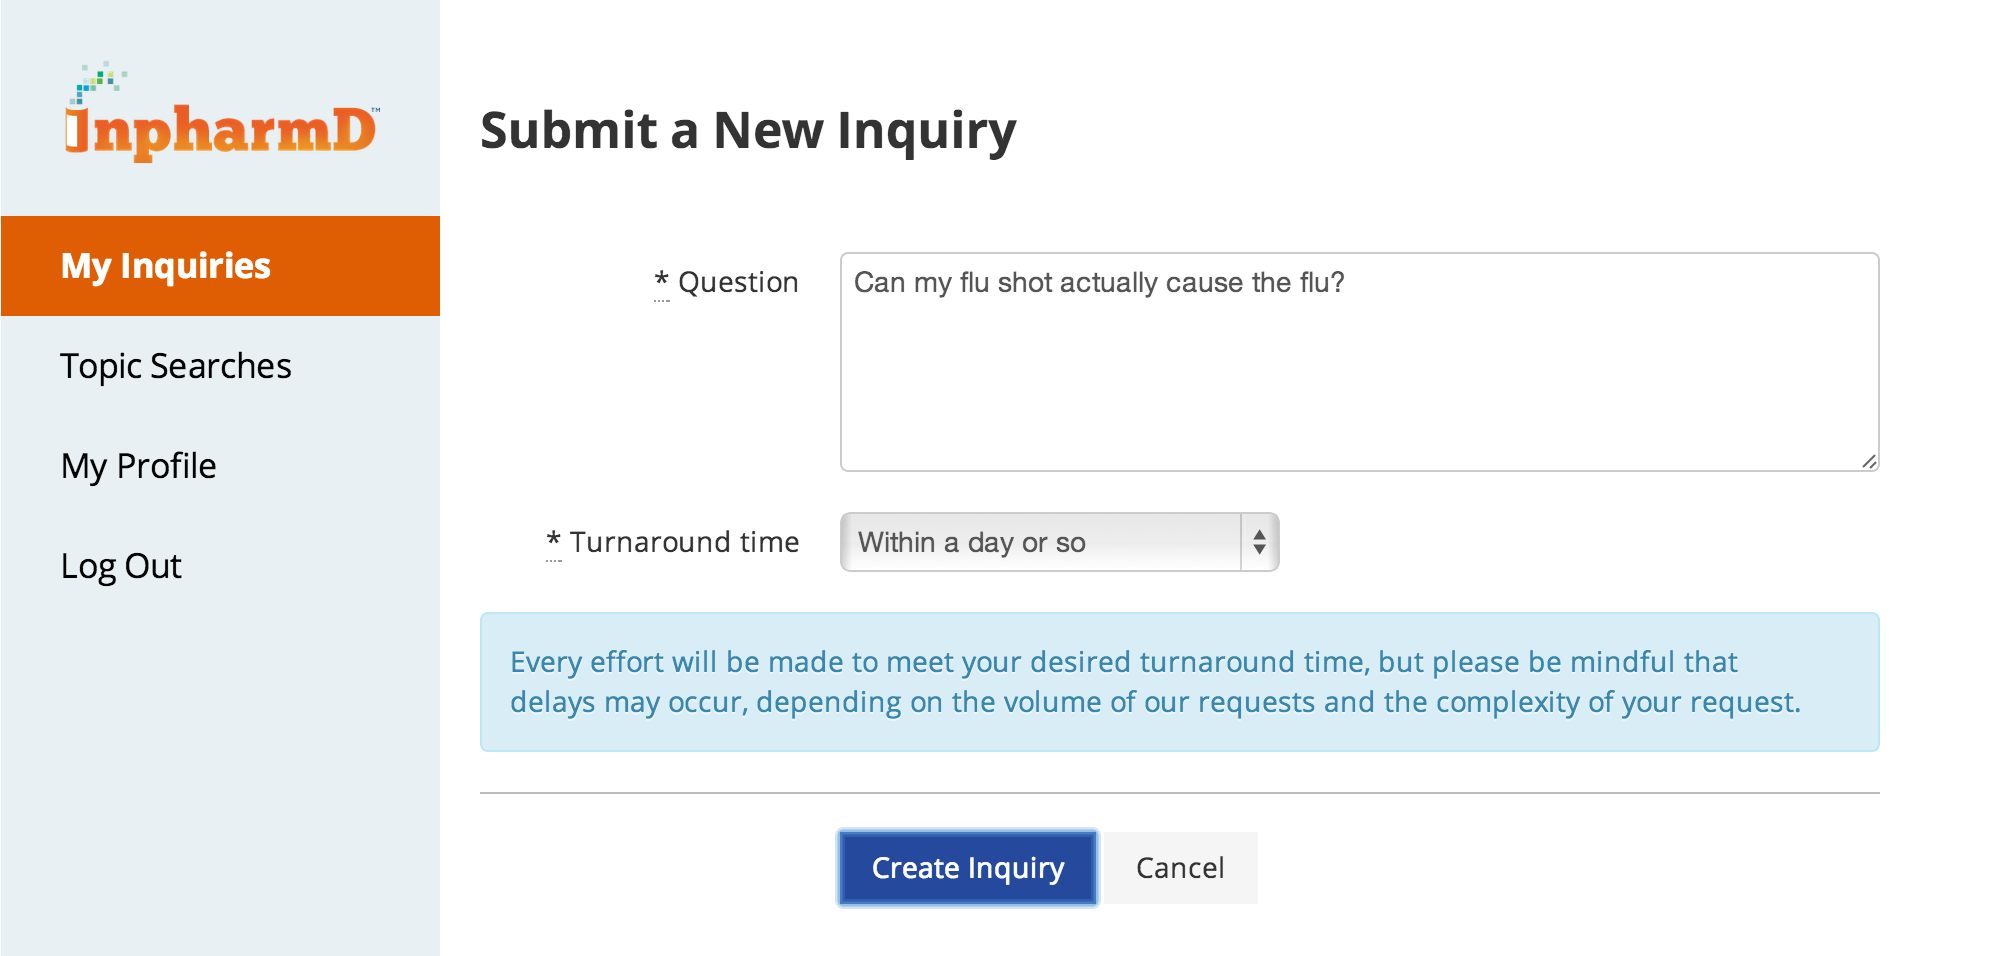 InpharmD™
My Inquiries
Topic Searches
My Profile
Log Out
Submit a New Inquiry
* Question
Can my flu shot actually cause the flu?
* Turnaround time
Within a day or so
Every effort will be made to meet your desired turnaround time, but please be mindful that
delays may occur, depending on the volume of our requests and the complexity of your request.
Create Inquiry
Cancel